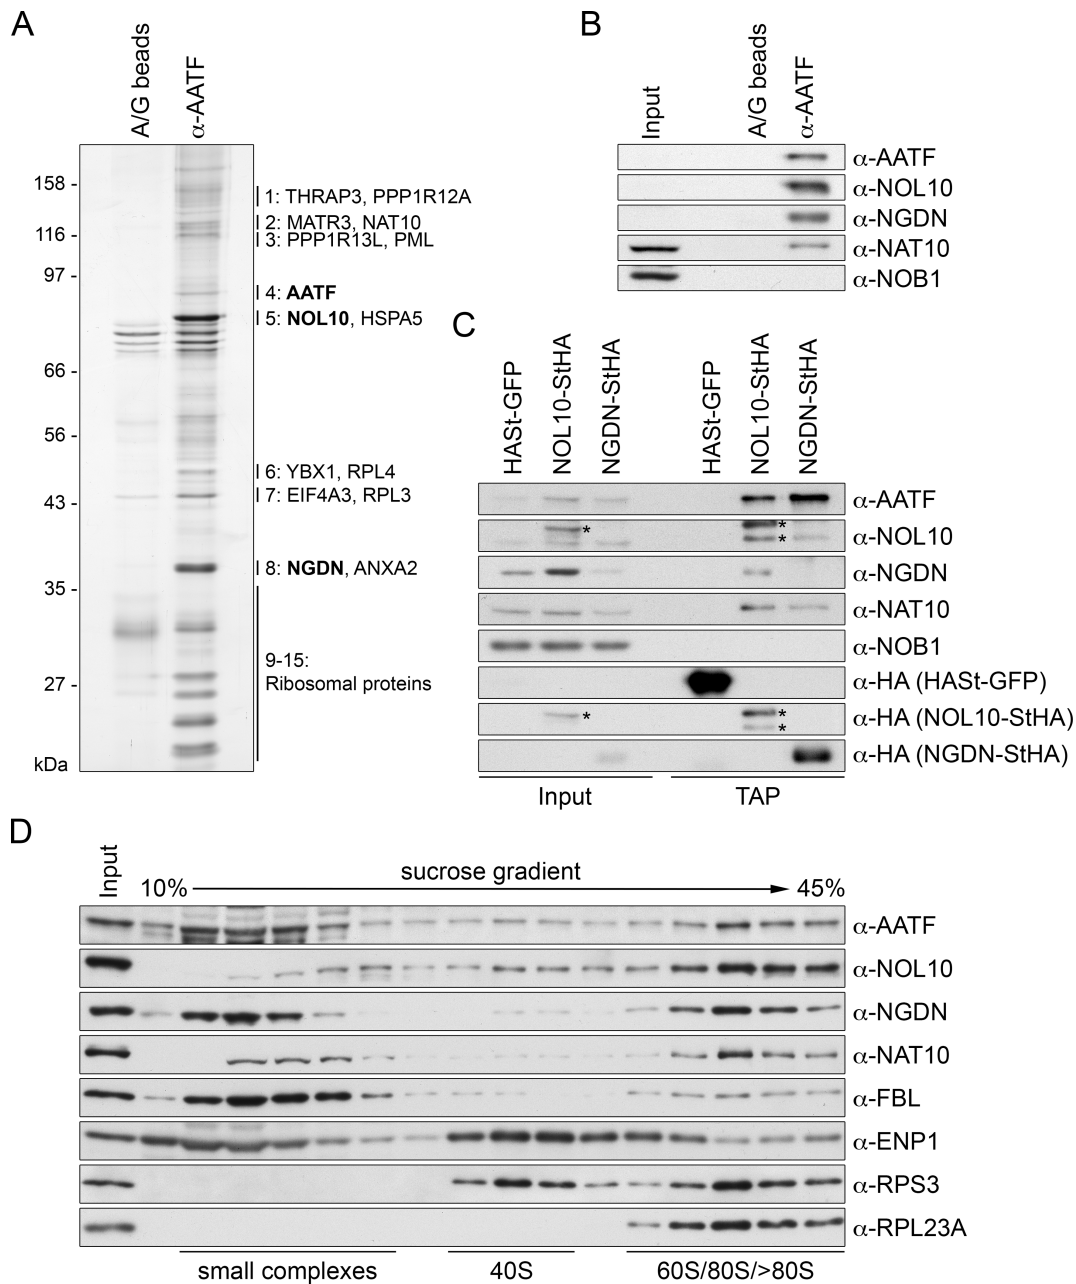 A
A/G beads
α-AATF
158 -
116 -
97 -
66 -
56 -
43 -
35 -
27 -
kDa
1: THRAP3, PPP1R12A
2: MATR3, NAT10
3: PPP1R13L, PML
4: AATF
5: NOL10, HSPA5
6: YBX1, RPL4
7: EIF4A3, RPL3
8: NGDN, ANXA2
9-15:
Ribosomal proteins
B
Input
A/G beads
α-AATF
α-AATF
α-NOL10
α-NGDN
α-NAT10
α-NOB1
C
HASt-GFP
NOL10-StHA
NGDN-StHA
HASt-GFP
NOL10-StHA
NGDN-StHA
α-AATF
* * * α-NOL10
α-NGDN
α-NAT10
α-NOB1
α-HA (HASt-GFP)
* * * α-HA (NOL10-StHA)
α-HA (NGDN-StHA)
Input TAP
D
Input
10% sucrose gradient 45%
α-AATF
α-NOL10
α-NGDN
α-NAT10
α-FBL
α-ENP1
α-RPS3
α-RPL23A
small complexes 40S 60S/80S/>80S